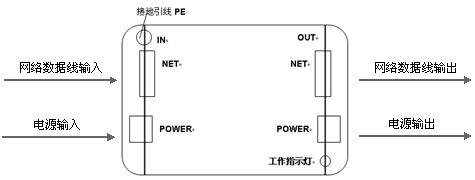 接地引线 PE
IN
OUT
NET
NET
网络数据线输入
网络数据线输出
电源输入
电源输出
POWER
POWER
工作指示灯